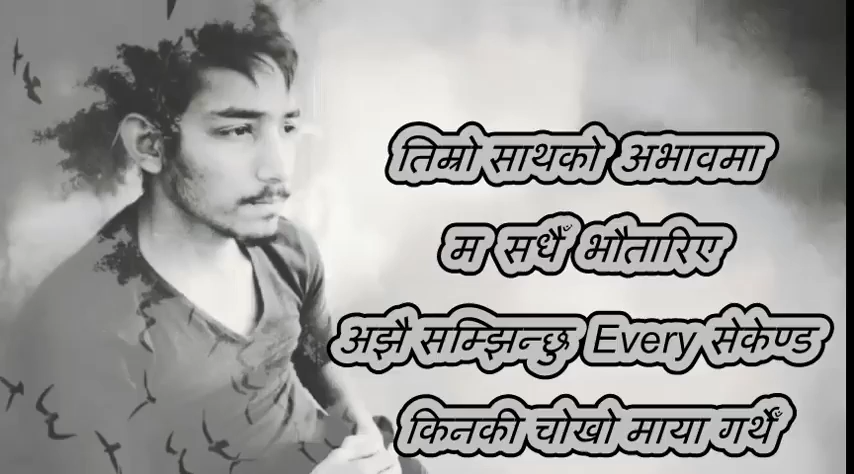 तिम्रो साथको अभावमा
म सधैँ भौतारिए
अझै सम्झिन्छु Every सेकेण्ड
किनकी चोखो माया गर्थेँ